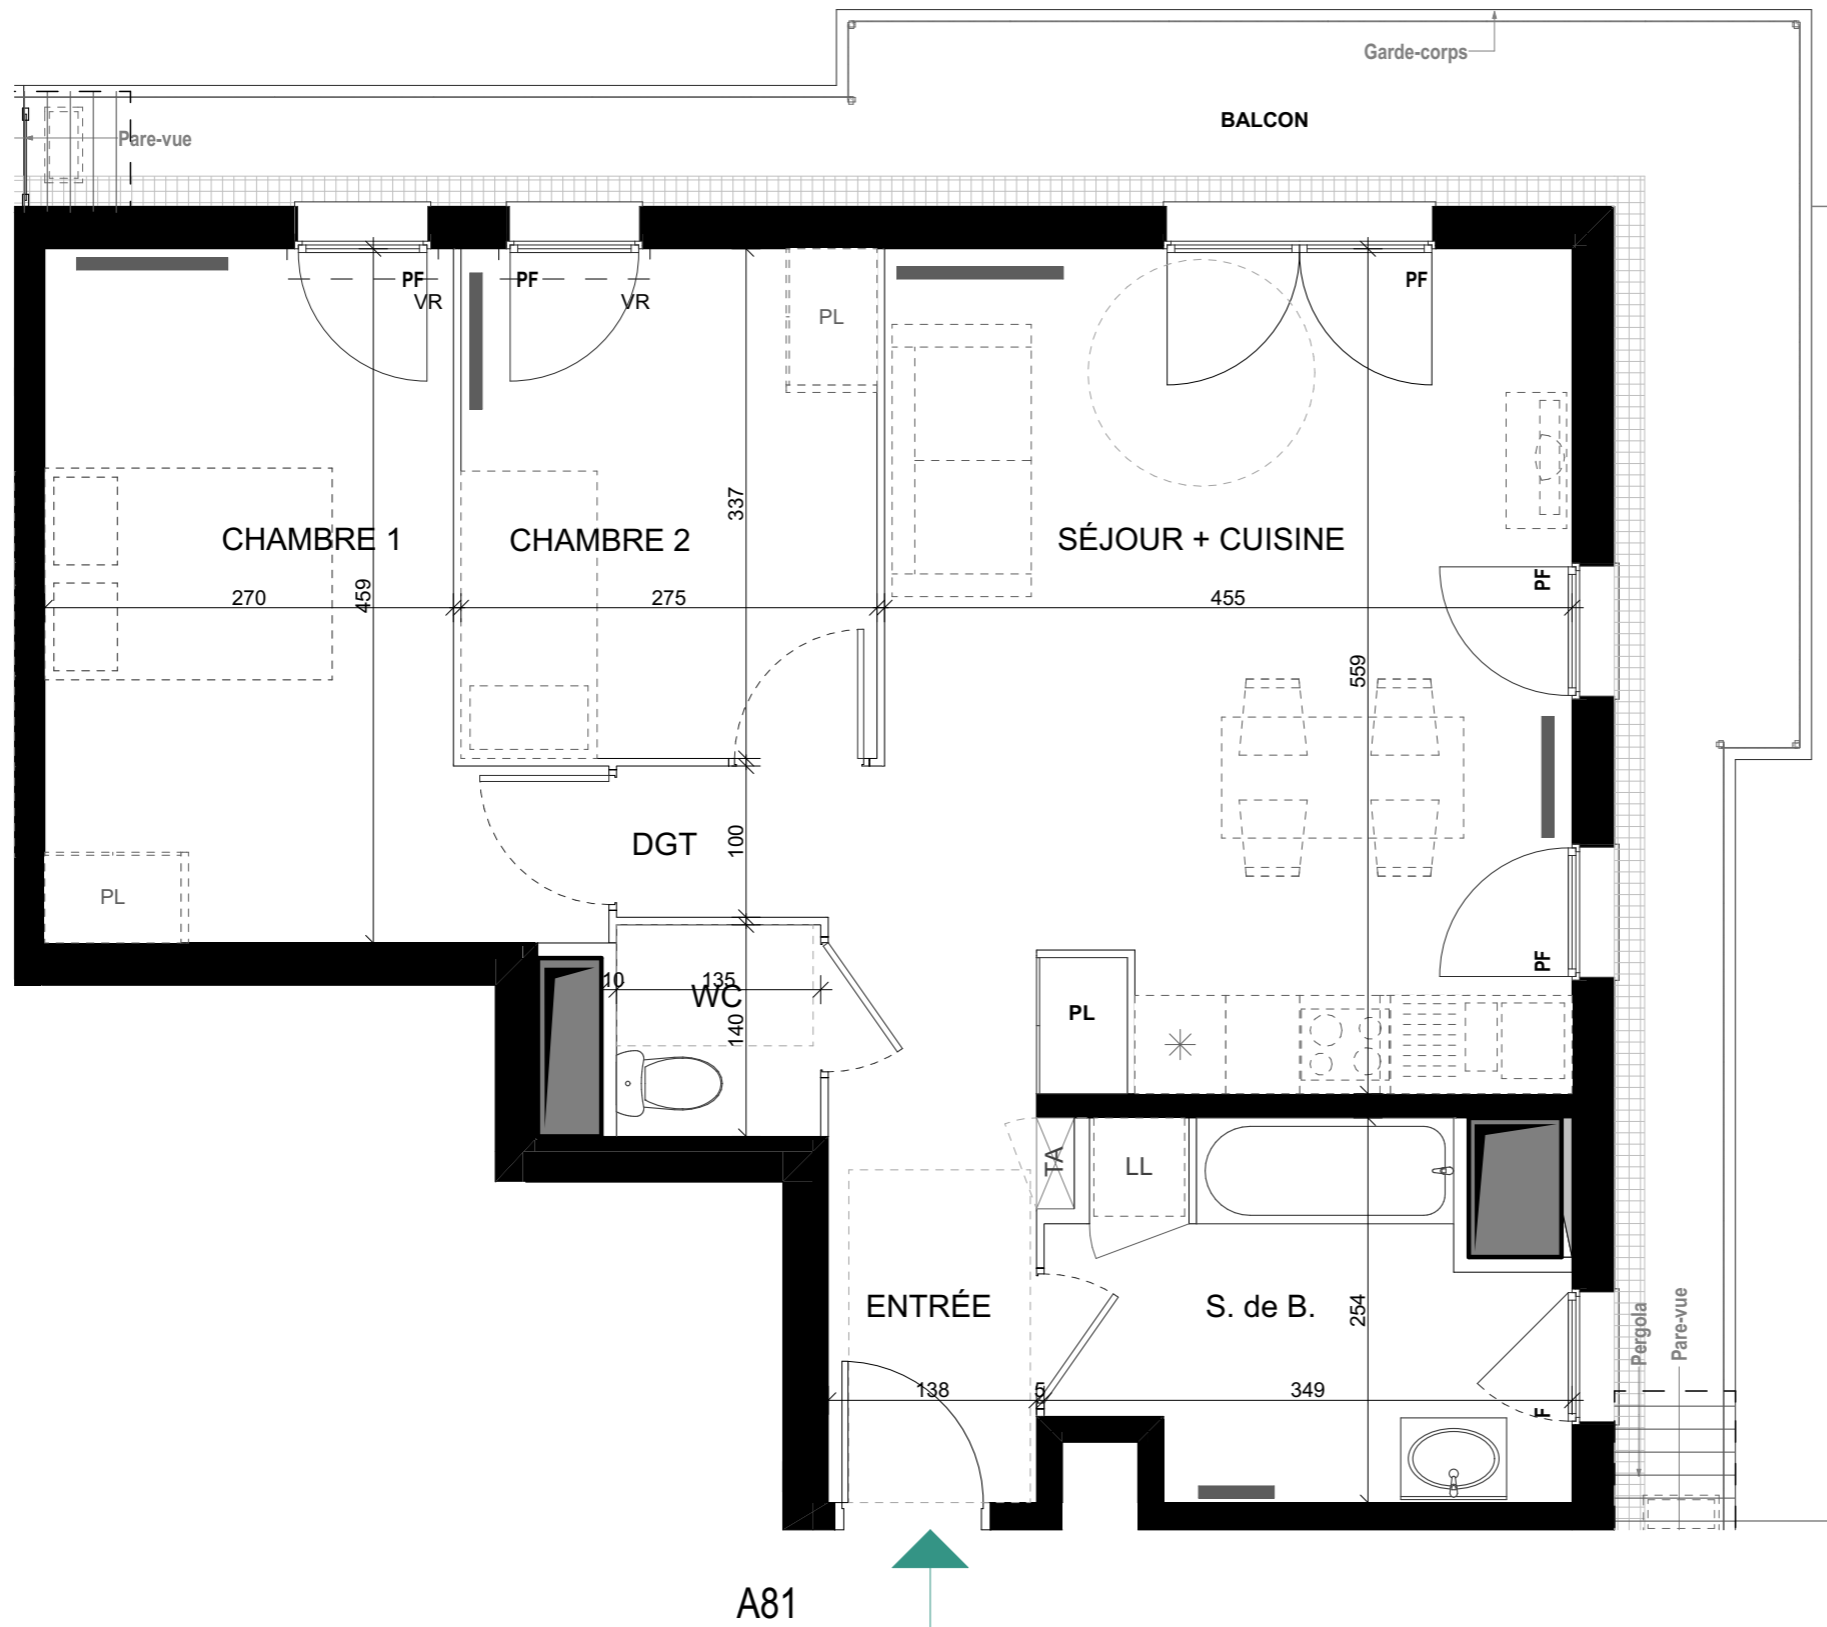 Garde-corps
BALCON
Pare-vue
PF
VR
PF
VR
PL
PF
CHAMBRE 1
CHAMBRE 2
SÉJOUR + CUISINE
337
459
270
275
455
PF
559
DGT
100
PL
10
135
WC
140
PL
PF
TA
LL
ENTRÉE
S. de B.
254
Pergola
Pare-vue
138
5
349
F
A81